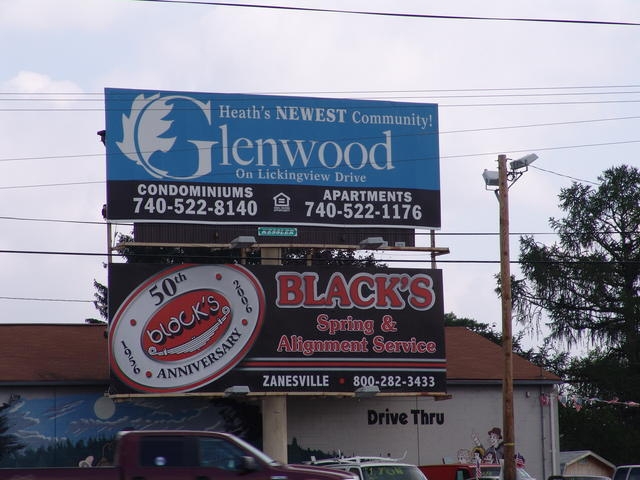 Heath's NEWEST Community!
Glenwood
On Lickingview Drive
CONDOMINIUMS
740-522-8140
APARTMENTS
740-522-1176
KESSLER
50th
1956
2006
ANNIVERSARY
black's
BLACK'S
Spring &
Alignment Service
ZANESVILLE • 800-282-3433
Drive Thru